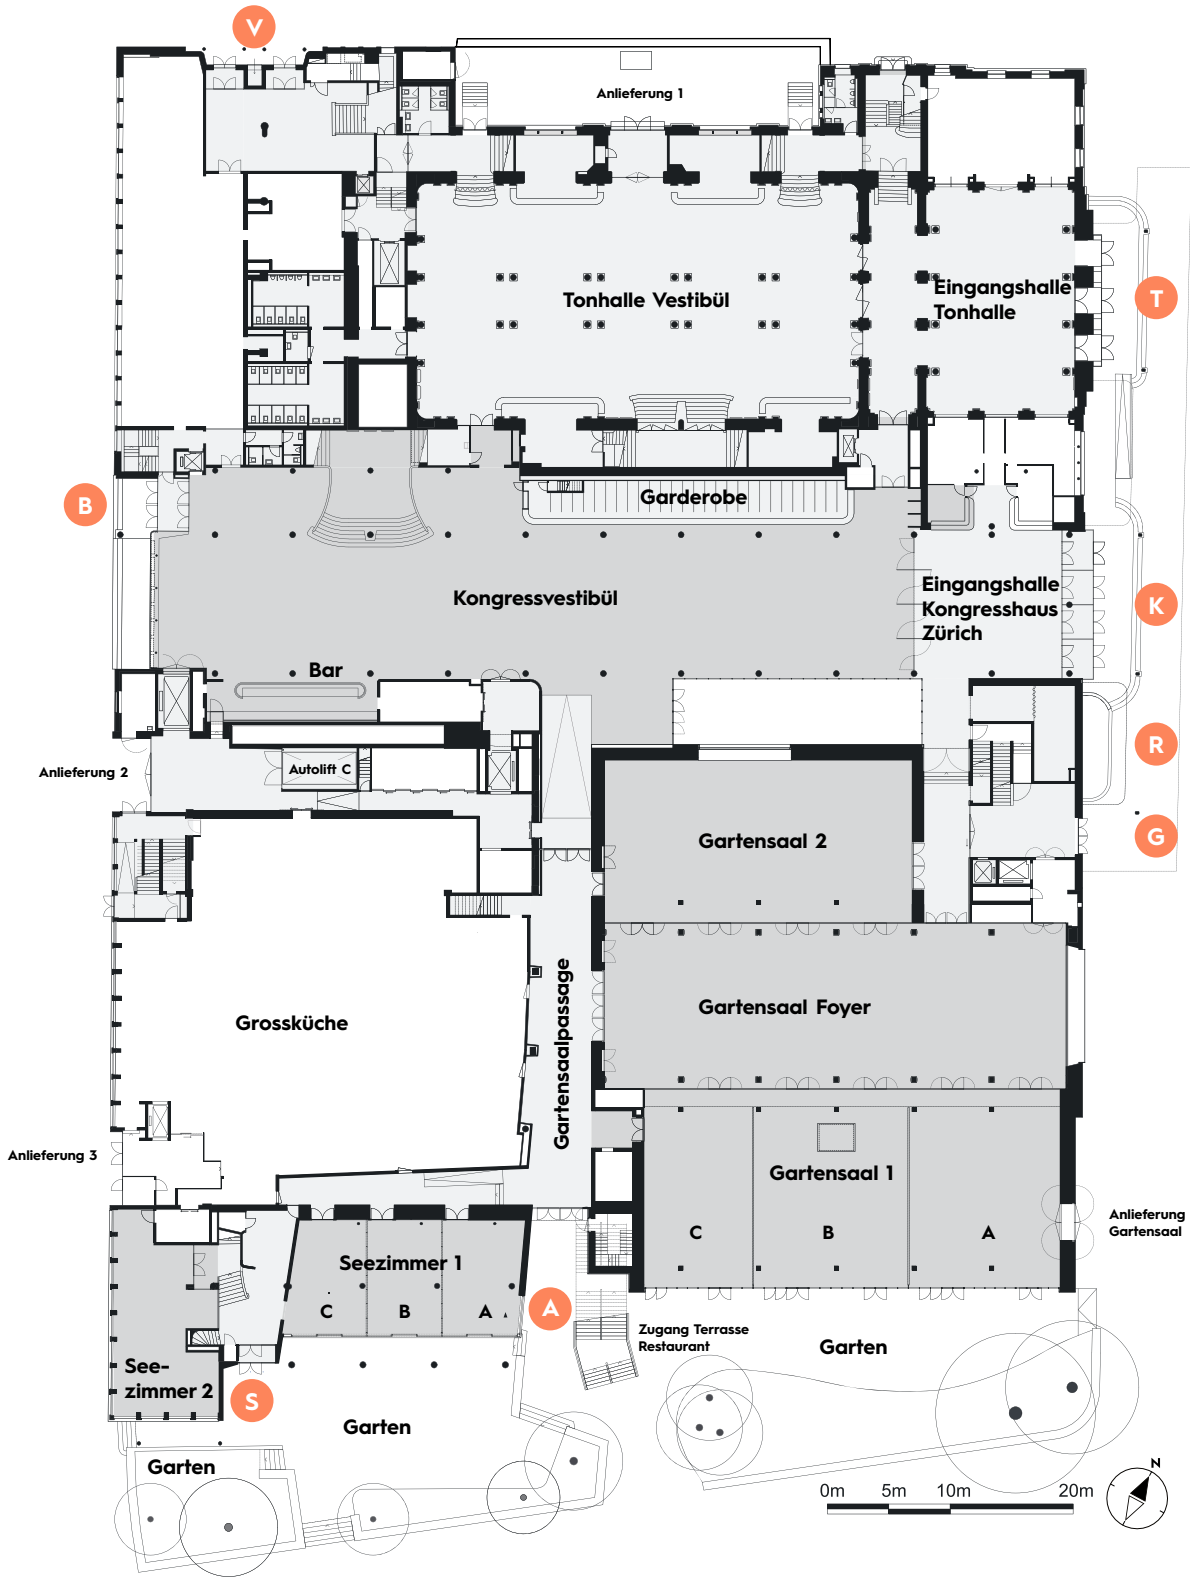 V
Anlieferung 1
Eingangshalle
Tonhalle
T
Tonhalle Vestibül
B
Garderobe
Kongressvestibül
Eingangshalle
Kongresshaus
Zürich
K
Bar
R
Anlieferung 2
Autolift C
Gartensaal 2
G
Grossküche
Gartensaalpassage
Gartensaal Foyer
Anlieferung 3
Gartensaal 1
C
B
A
Anlieferung
Gartensaal
Seezimmer 1
C
B
A
A
Zugang Terrasse
Restaurant
Garten
See-
zimmer 2
S
Garten
Garten
N
0m
5m
10m
20m